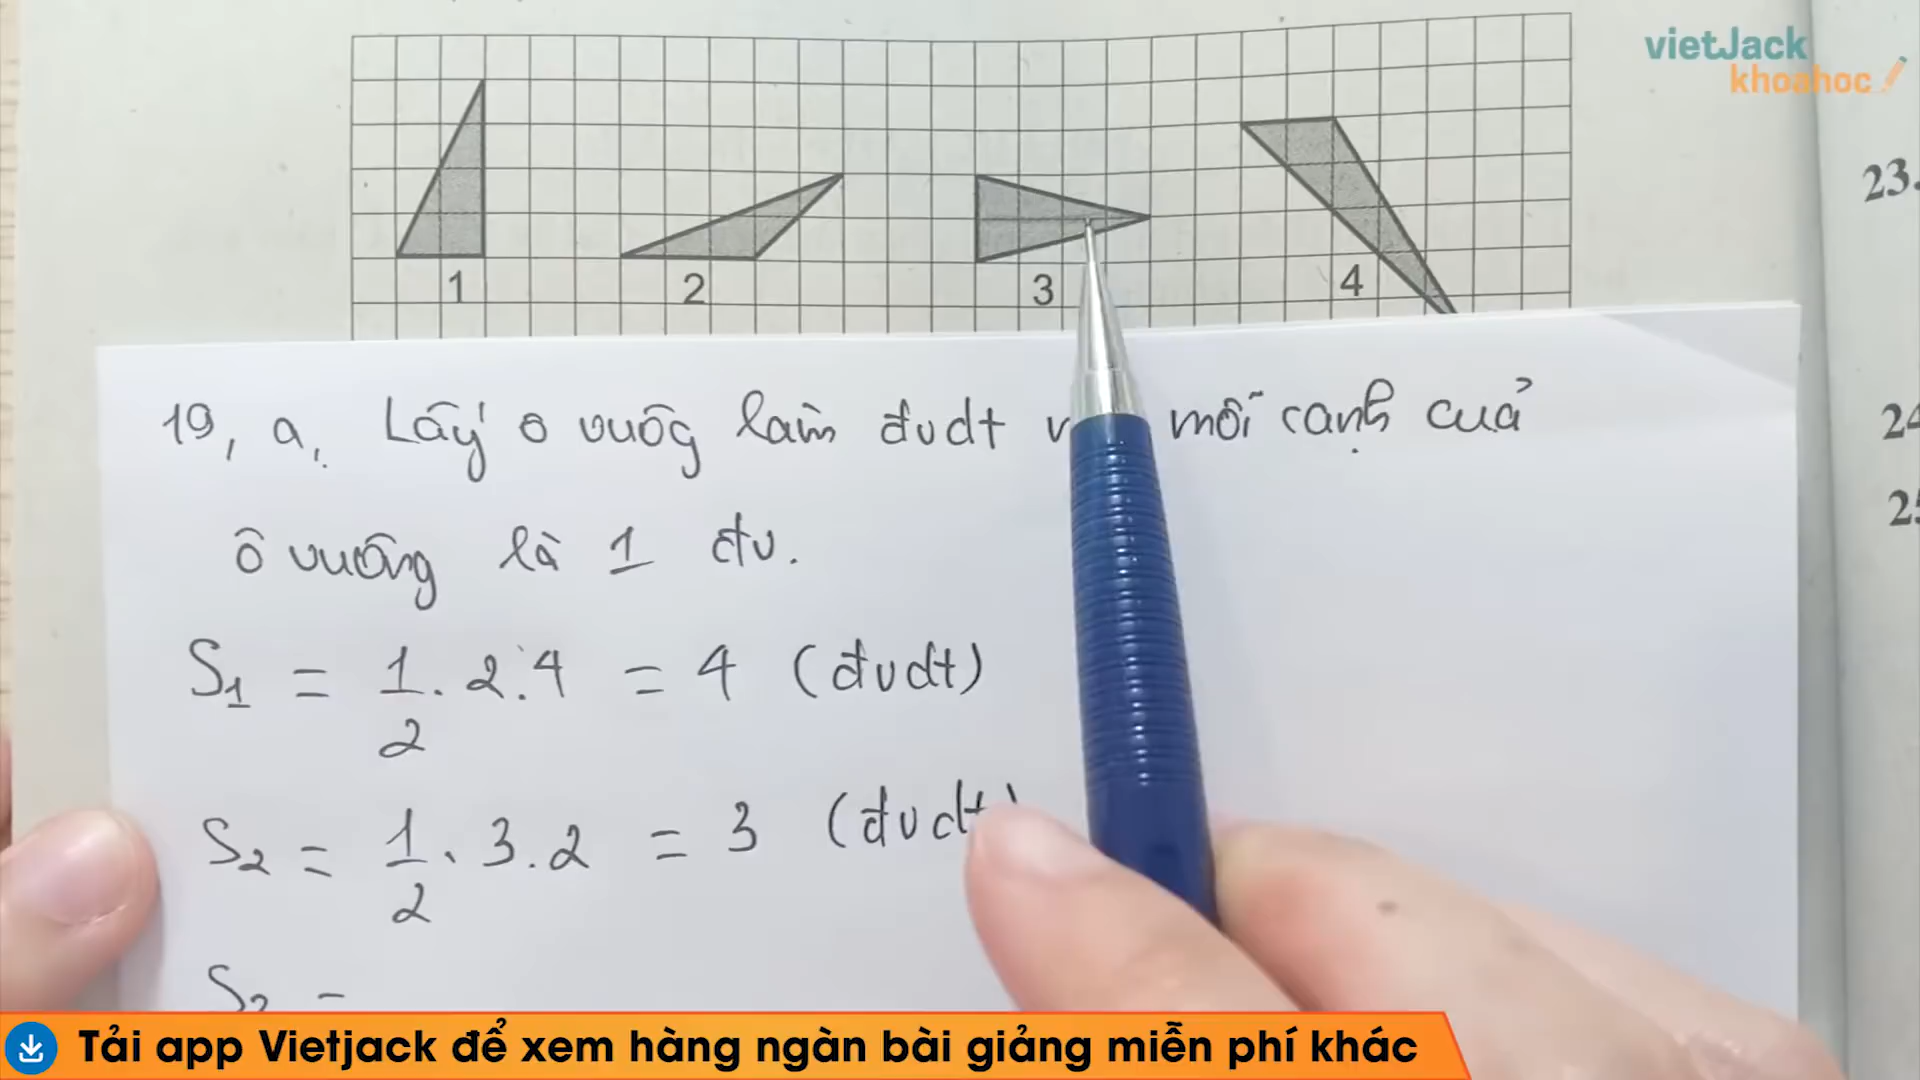 vietJack
khoahoc
23.
1
2
3
4
19, a, Lấy ô vuôg làm đvdt mỗi cạnh của
24
ô vuông là 1 đv.
25
S1 = 1/2 . 2.4 = 4 (đvdt)
S2 = 1/2 . 3.2 = 3 (đvdt)
Tải app Vietjack để xem hàng ngàn bài giảng miễn phí khác